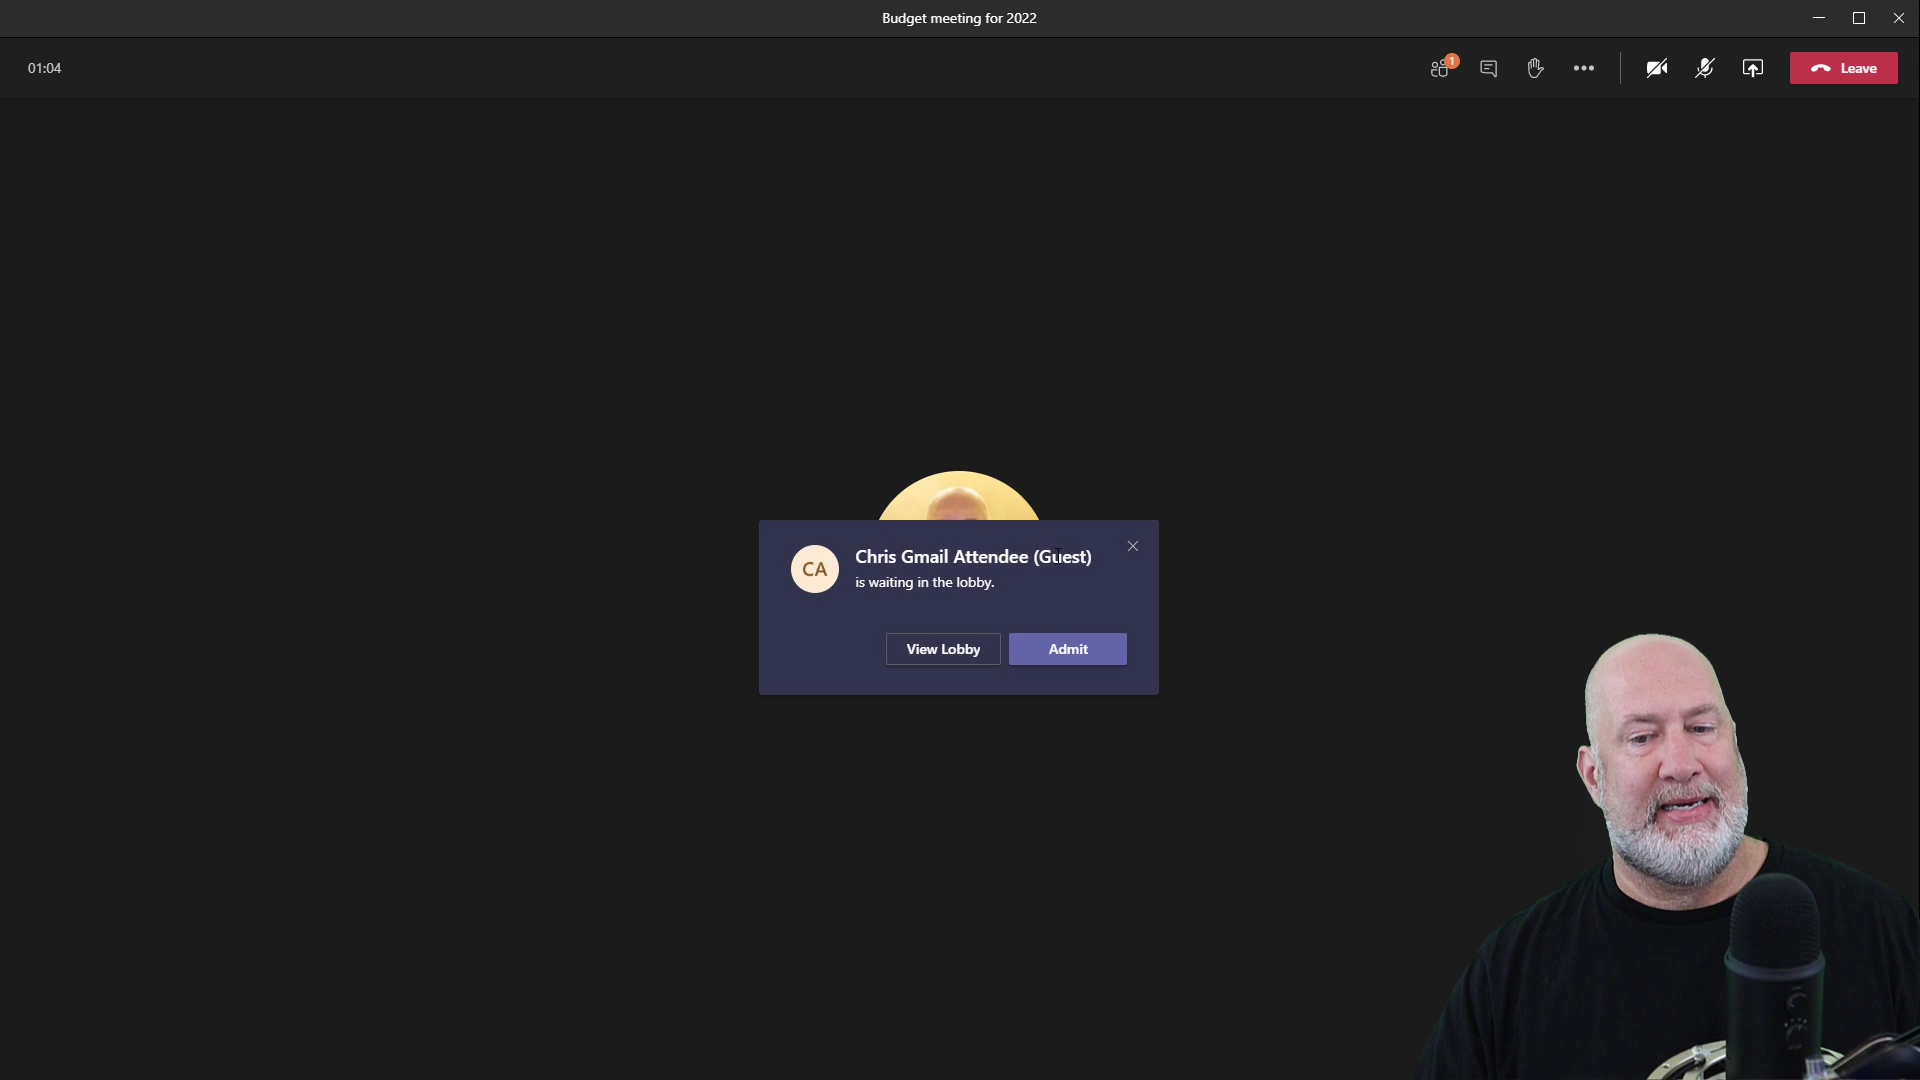 Budget meeting for 2022
01:04
1
Leave
Chris Gmail Attendee (Guest)
CA
is waiting in the lobby.
View Lobby
Admit